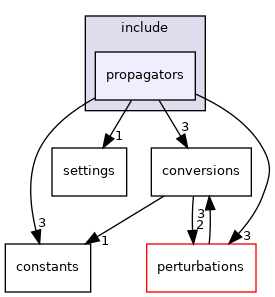 include
propagators
1
3
settings
conversions
3
3
2
1
3
constants
perturbations